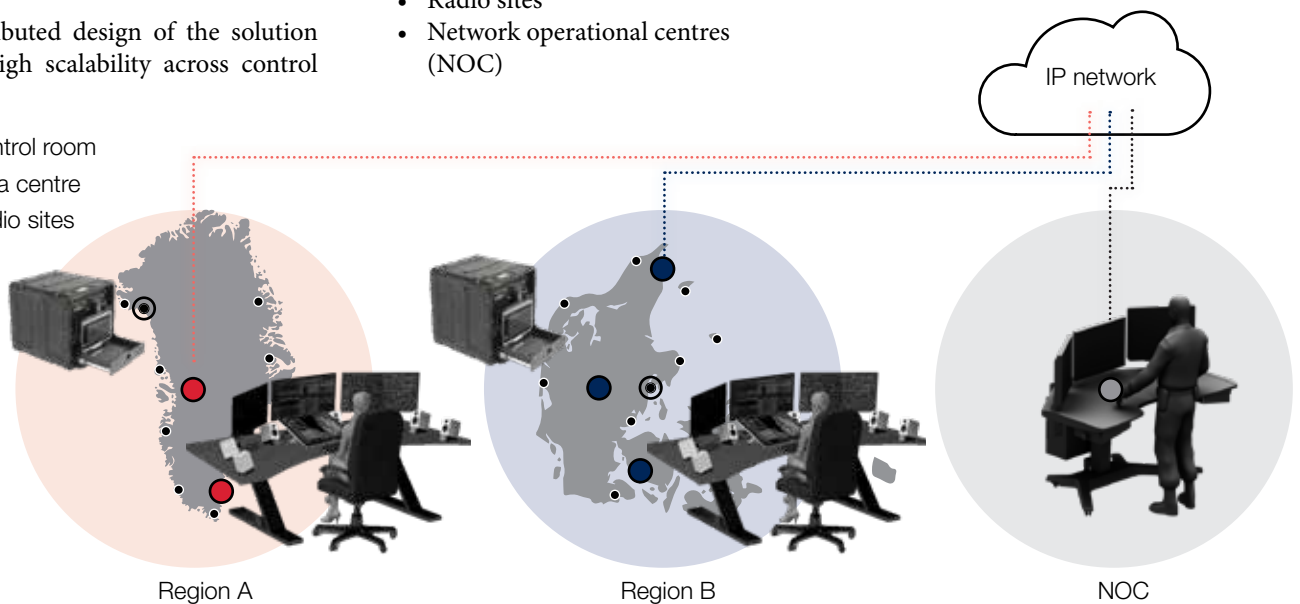 buted design of the solution
igh scalability across control
• Radio sites
• Network operational centres
(NOC)
IP network
ntrol room
a centre
dio sites
Region A
Region B
NOC